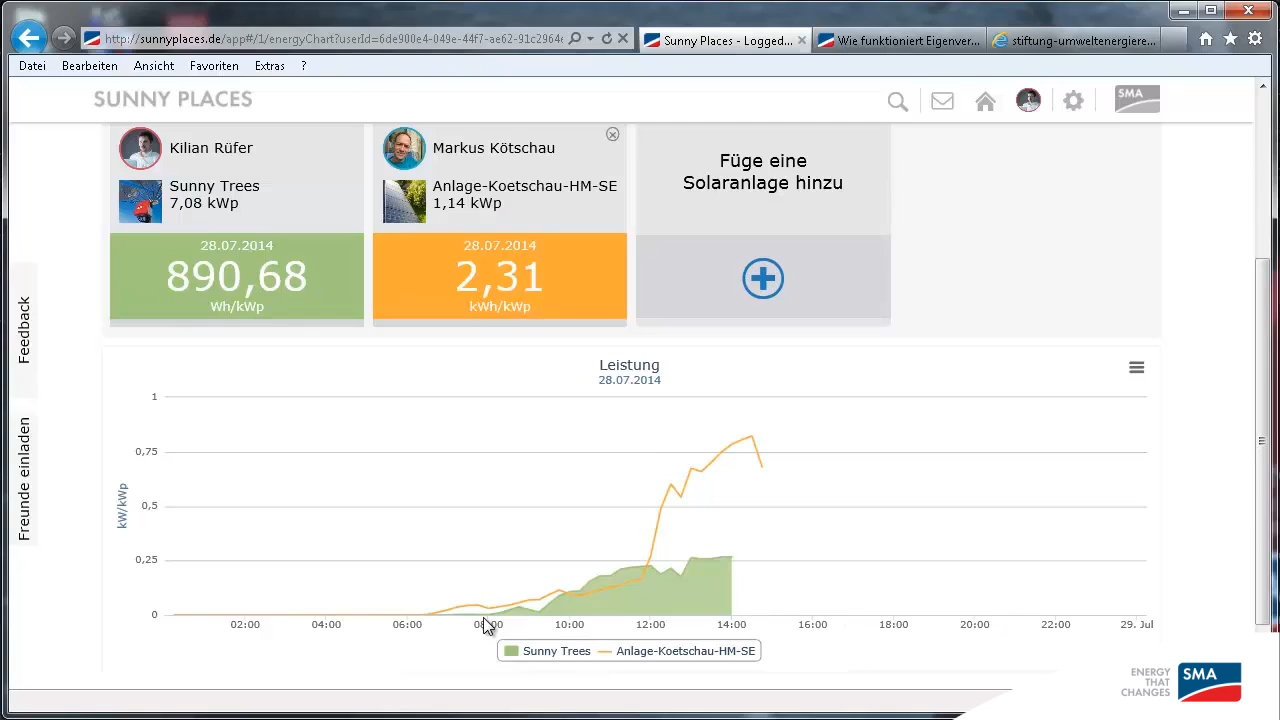 http://sunnyplaces.de/app#/1/energyChart?userId=6de900e4-049e-14f7-ae62-91c2964e
Sunny Places - Logged...
Wie funktioniert Eigenver...
stiftung-umweltenergiere...
Datei Bearbeiten Ansicht Favoriten Extras ?
SUNNY PLACES
SMA
Kilian Rüfer
Sunny Trees
7,08 kWp
28.07.2014
890,68
Wh/kWp
Markus Kötschau
Anlage-Koetschau-HM-SE
1,14 kWp
28.07.2014
2,31
kWh/kWp
Füge eine
Solaranlage hinzu
Feedback
Freunde einladen
Leistung
28.07.2014
kW/kWp
1
0,75
0,5
0,25
0
02:00 04:00 06:00 08:00 10:00 12:00 14:00 16:00 18:00 20:00 22:00 29. Jul
Sunny Trees Anlage-Koetschau-HM-SE
ENERGY
THAT
CHANGES
SMA